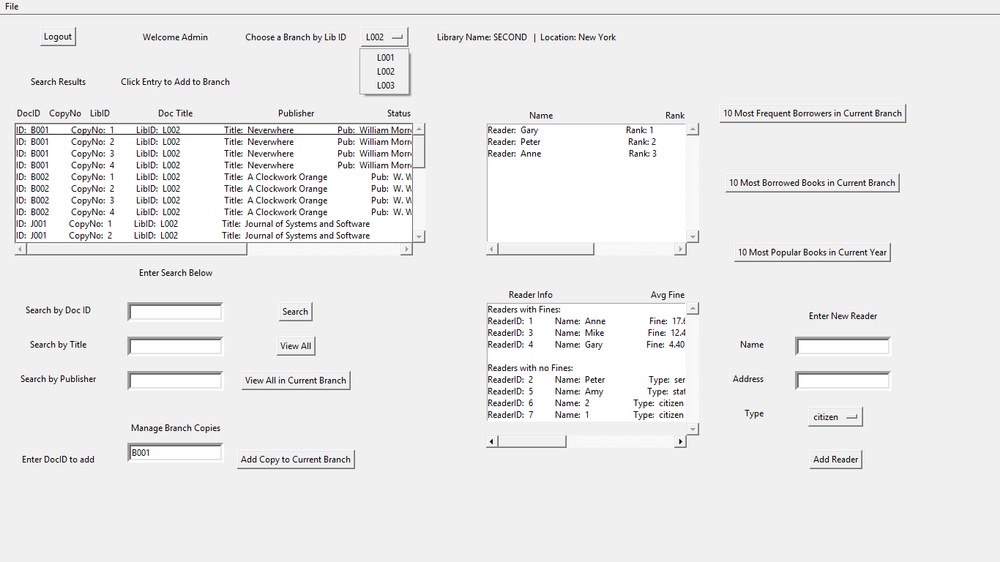 File
Logout Welcome Admin Choose a Branch by Lib ID L002 Library Name: SECOND | Location: New York
L001
L002
L003
Search Results Click Entry to Add to Branch
DocID CopyNo LibID Doc Title Publisher Status
ID: B001 CopyNo: 1 LibID: L002 Title: Neverwhere Pub: William Morr
ID: B001 CopyNo: 2 LibID: L002 Title: Neverwhere Pub: William Morr
ID: B001 CopyNo: 3 LibID: L002 Title: Neverwhere Pub: William Morr
ID: B001 CopyNo: 4 LibID: L002 Title: Neverwhere Pub: William Morr
ID: B002 CopyNo: 1 LibID: L002 Title: A Clockwork Orange Pub: W. W
ID: B002 CopyNo: 2 LibID: L002 Title: A Clockwork Orange Pub: W. W
ID: B002 CopyNo: 3 LibID: L002 Title: A Clockwork Orange Pub: W. W
ID: B002 CopyNo: 4 LibID: L002 Title: A Clockwork Orange Pub: W. W
ID: J001 CopyNo: 1 LibID: L002 Title: Journal of Systems and Software
ID: J001 CopyNo: 2 LibID: L002 Title: Journal of Systems and Software
Name Rank
Reader: Gary Rank: 1
Reader: Peter Rank: 2
Reader: Anne Rank: 3
10 Most Frequent Borrowers in Current Branch
10 Most Borrowed Books in Current Branch
10 Most Popular Books in Current Year
Enter Search Below
Search by Doc ID Search
Search by Title View All
Search by Publisher View All in Current Branch
Manage Branch Copies
Enter DocID to add B001 Add Copy to Current Branch
Reader Info Avg Fine
Readers with Fines:
ReaderID: 1 Name: Anne Fine: 17.6
ReaderID: 3 Name: Mike Fine: 12.4
ReaderID: 4 Name: Gary Fine: 4.40
Readers with no Fines:
ReaderID: 2 Name: Peter Type: ser
ReaderID: 5 Name: Amy Type: sta
ReaderID: 6 Name: 2 Type: citizen
ReaderID: 7 Name: 1 Type: citizen
Enter New Reader
Name
Address
Type citizen
Add Reader